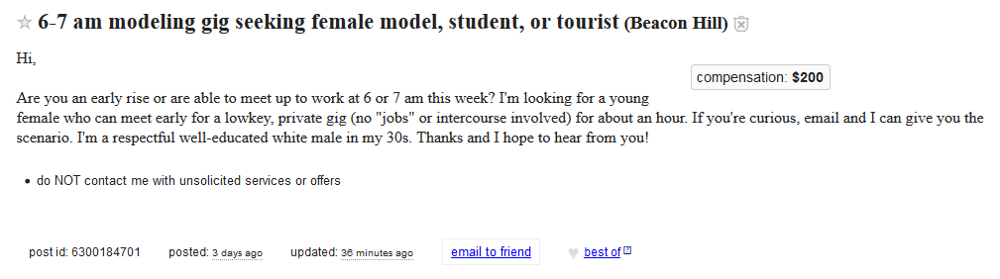 ☆ 6-7 am modeling gig seeking female model, student, or tourist (Beacon Hill)
Hi,
compensation: $200
Are you an early rise or are able to meet up to work at 6 or 7 am this week? I'm looking for a young
female who can meet early for a lowkey, private gig (no "jobs" or intercourse involved) for about an hour. If you're curious, email and I can give you the
scenario. I'm a respectful well-educated white male in my 30s. Thanks and I hope to hear from you!
• do NOT contact me with unsolicited services or offers
post id: 6300184701 posted: 3 days ago updated: 36 minutes ago email to friend ♥ best of [?]